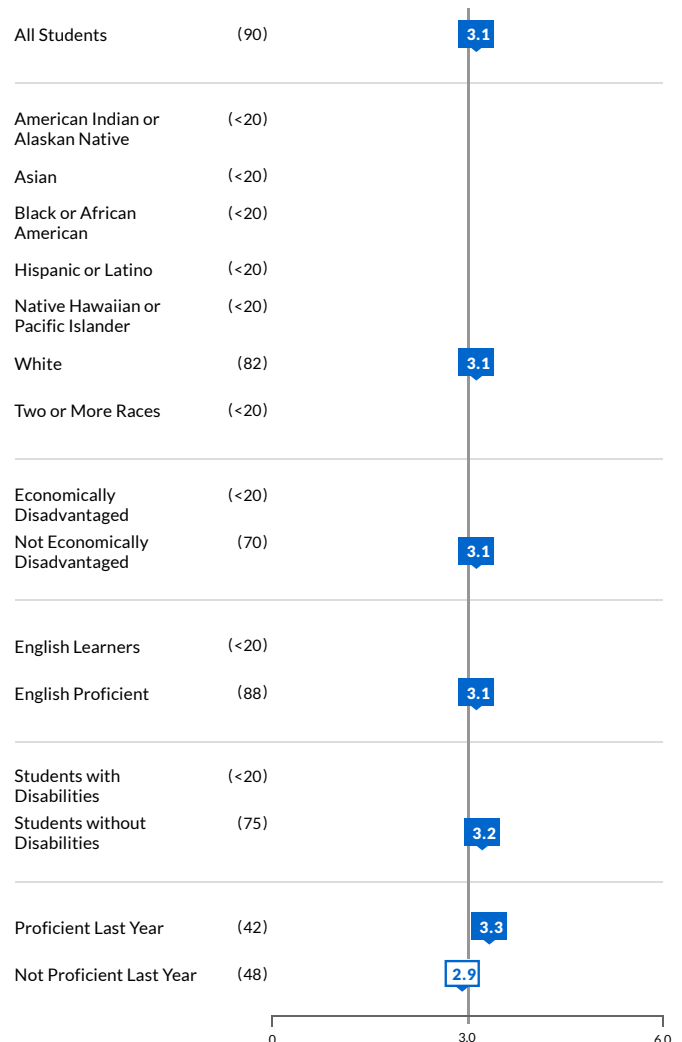 All Students (90) 3.1
American Indian or (<20)
Alaskan Native
Asian (<20)
Black or African (<20)
American
Hispanic or Latino (<20)
Native Hawaiian or (<20)
Pacific Islander
White (82) 3.1
Two or More Races (<20)
Economically (<20)
Disadvantaged
Not Economically (70) 3.1
Disadvantaged
English Learners (<20)
English Proficient (88) 3.1
Students with (<20)
Disabilities
Students without (75) 3.2
Disabilities
Proficient Last Year (42) 3.3
Not Proficient Last Year (48) 2.9
0 3.0 6.0